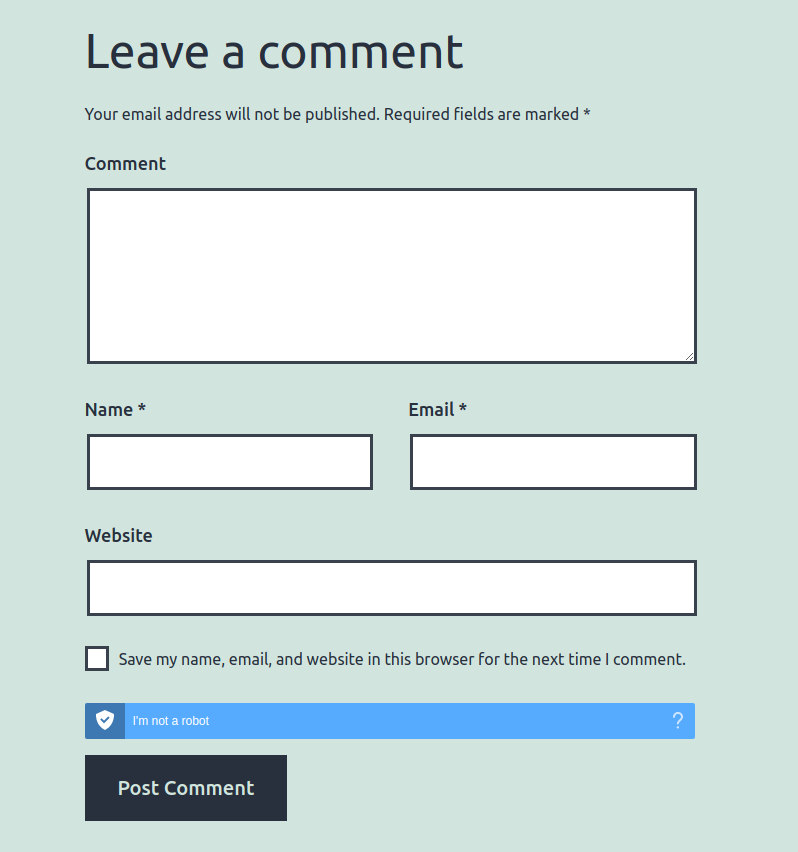 Leave a comment
Your email address will not be published. Required fields are marked *
Comment
Name *
Email *
Website
Save my name, email, and website in this browser for the next time I comment.
I'm not a robot
?
Post Comment